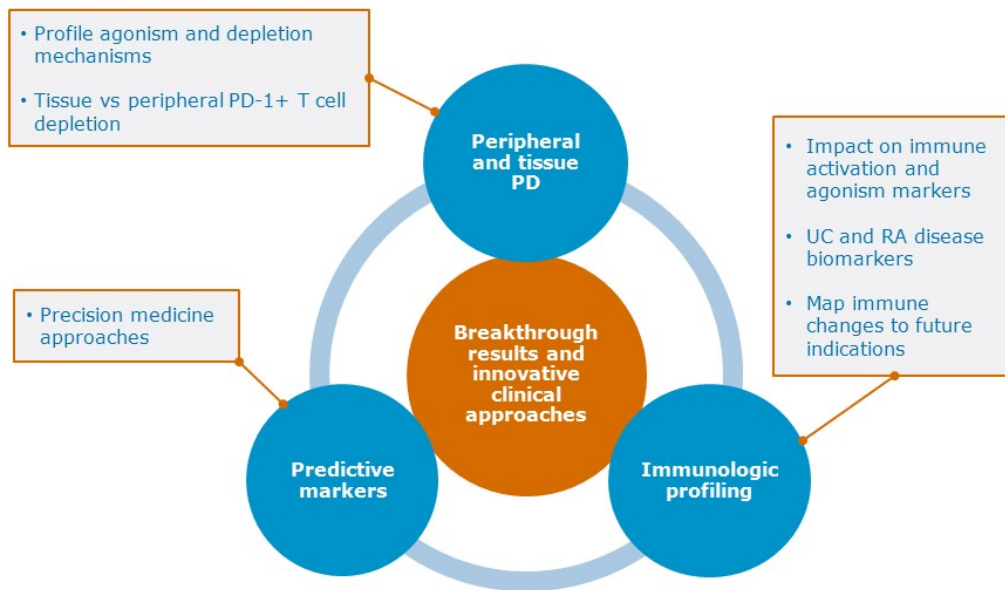 • Profile agonism and depletion
mechanisms
• Tissue vs peripheral PD-1+ T cell
depletion
Peripheral
and tissue
PD
• Impact on immune
activation and
agonism markers
• UC and RA disease
biomarkers
• Map immune
changes to future
indications
• Precision medicine
approaches
Breakthrough
results and
innovative
clinical
approaches
Predictive
markers
Immunologic
profiling